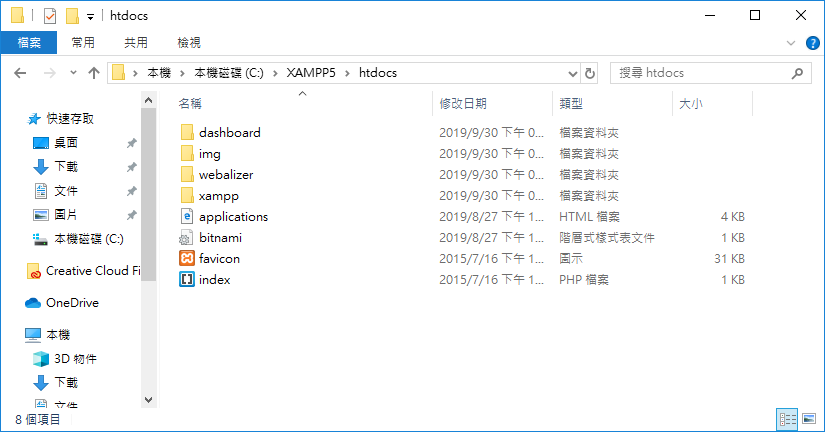 htdocs
檔案 常用 共用 檢視
本機 本機磁碟 (C:) XAMPP5 htdocs 搜尋 htdocs
名稱 修改日期 類型 大小
快速存取
桌面
下載
文件
圖片
本機磁碟 (C:)
Creative Cloud Fi
OneDrive
本機
3D 物件
下載
文件
dashboard 2019/9/30 下午 0... 檔案資料夾
img 2019/9/30 下午 0... 檔案資料夾
webalizer 2019/9/30 下午 0... 檔案資料夾
xampp 2019/9/30 下午 0... 檔案資料夾
applications 2019/8/27 下午 1... HTML 檔案 4 KB
bitnami 2019/8/27 下午 1... 階層式樣式表文件 1 KB
favicon 2015/7/16 下午 1... 圖示 31 KB
index 2015/7/16 下午 1... PHP 檔案 1 KB
8 個項目